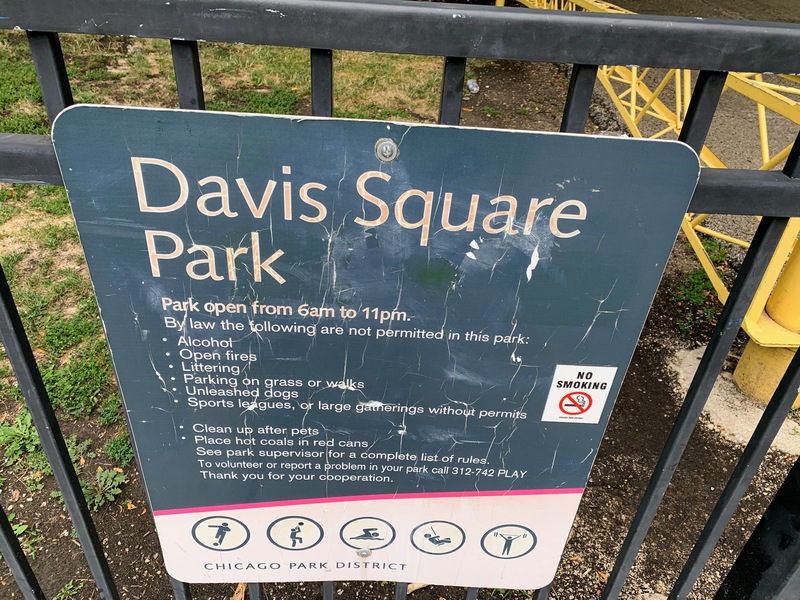 Davis Square
Park
Park open from 6am to 11pm.
By law the following are not permitted in this park:
• Alcohol
• Open fires
• Littering
• Parking on grass or walks
• Unleashed dogs
• Sports leagues, or large gatherings without permits
• Clean up after pets
• Place hot coals in red cans
See park supervisor for a complete list of rules.
To volunteer or report a problem in your park call 312-742 PLAY
Thank you for your cooperation.
NO
SMOKING
CHICAGO PARK DISTRICT